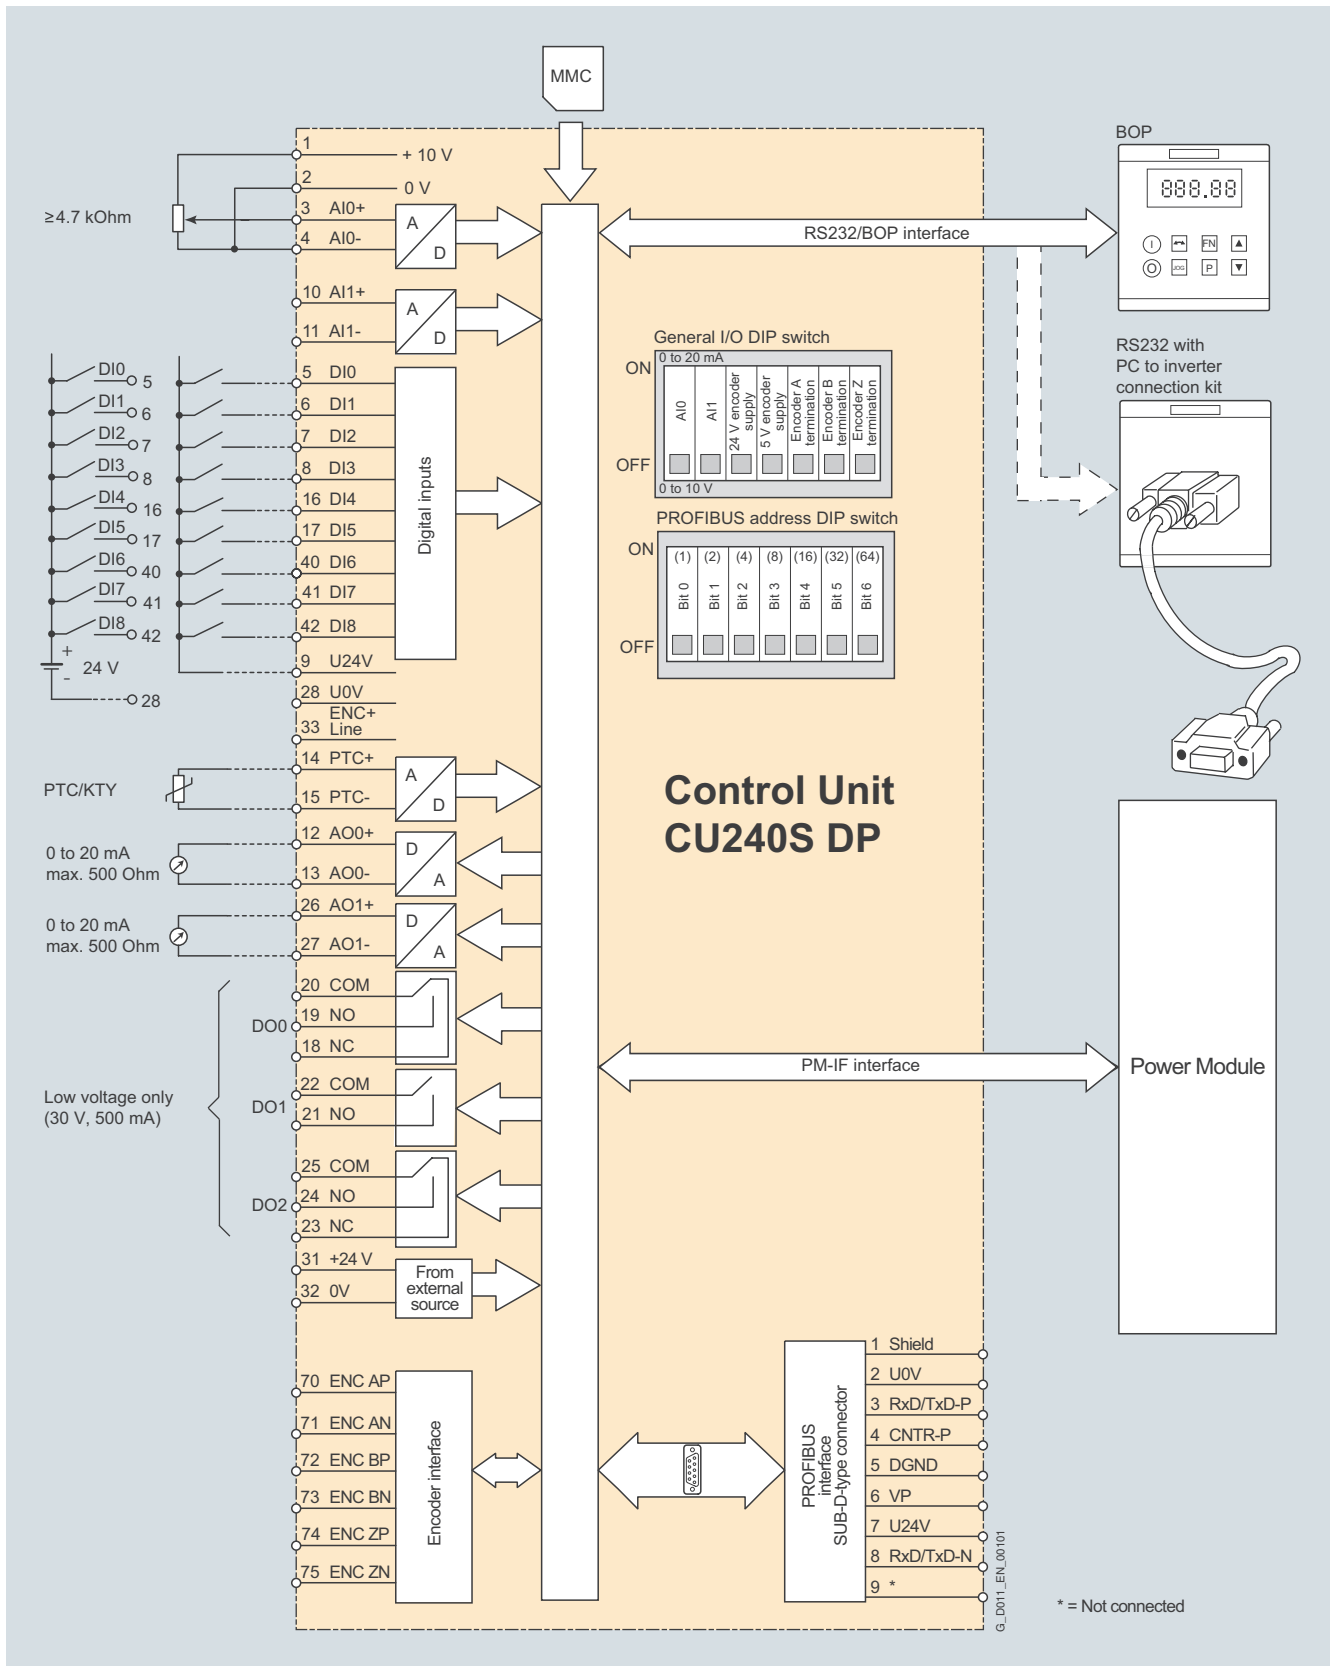 MMC
1
+ 10 V
2
0 V
≥4.7 kOhm
3 AI0+
4 AI0-
A
D
10 AI1+
11 AI1-
A
D
DI0 5
DI1 6
DI2 7
DI3 8
DI4 16
DI5 17
DI6 40
DI7 41
DI8 42
+
24 V
-
28
5 DI0
6 DI1
7 DI2
8 DI3
16 DI4
17 DI5
40 DI6
41 DI7
42 DI8
Digital inputs
9 U24V
28 U0V
ENC+
33 Line
PTC/KTY
14 PTC+
15 PTC-
A
D
0 to 20 mA
max. 500 Ohm
12 AO0+
13 AO0-
D
A
0 to 20 mA
max. 500 Ohm
26 AO1+
27 AO1-
D
A
Low voltage only
(30 V, 500 mA)
DO0
20 COM
19 NO
18 NC
DO1
22 COM
21 NO
DO2
25 COM
24 NO
23 NC
31 +24 V
32 0V
From
external
source
70 ENC AP
71 ENC AN
72 ENC BP
73 ENC BN
74 ENC ZP
75 ENC ZN
Encoder interface
RS232/BOP interface
BOP
888.88
I
FN
O
JOG
P
General I/O DIP switch
ON
0 to 20 mA
AI0
AI1
24 V encoder
supply
5 V encoder
supply
Encoder A
termination
Encoder B
termination
Encoder Z
termination
OFF
0 to 10 V
PROFIBUS address DIP switch
ON
(1) (2) (4) (8) (16) (32) (64)
Bit 0
Bit 1
Bit 2
Bit 3
Bit 4
Bit 5
Bit 6
OFF
RS232 with
PC to inverter
connection kit
Control Unit
CU240S DP
PM-IF interface
Power Module
PROFIBUS
interface
SUB-D-type connector
1 Shield
2 U0V
3 RxD/TxD-P
4 CNTR-P
5 DGND
6 VP
7 U24V
8 RxD/TxD-N
9 *
G_D011_EN_00101
* = Not connected